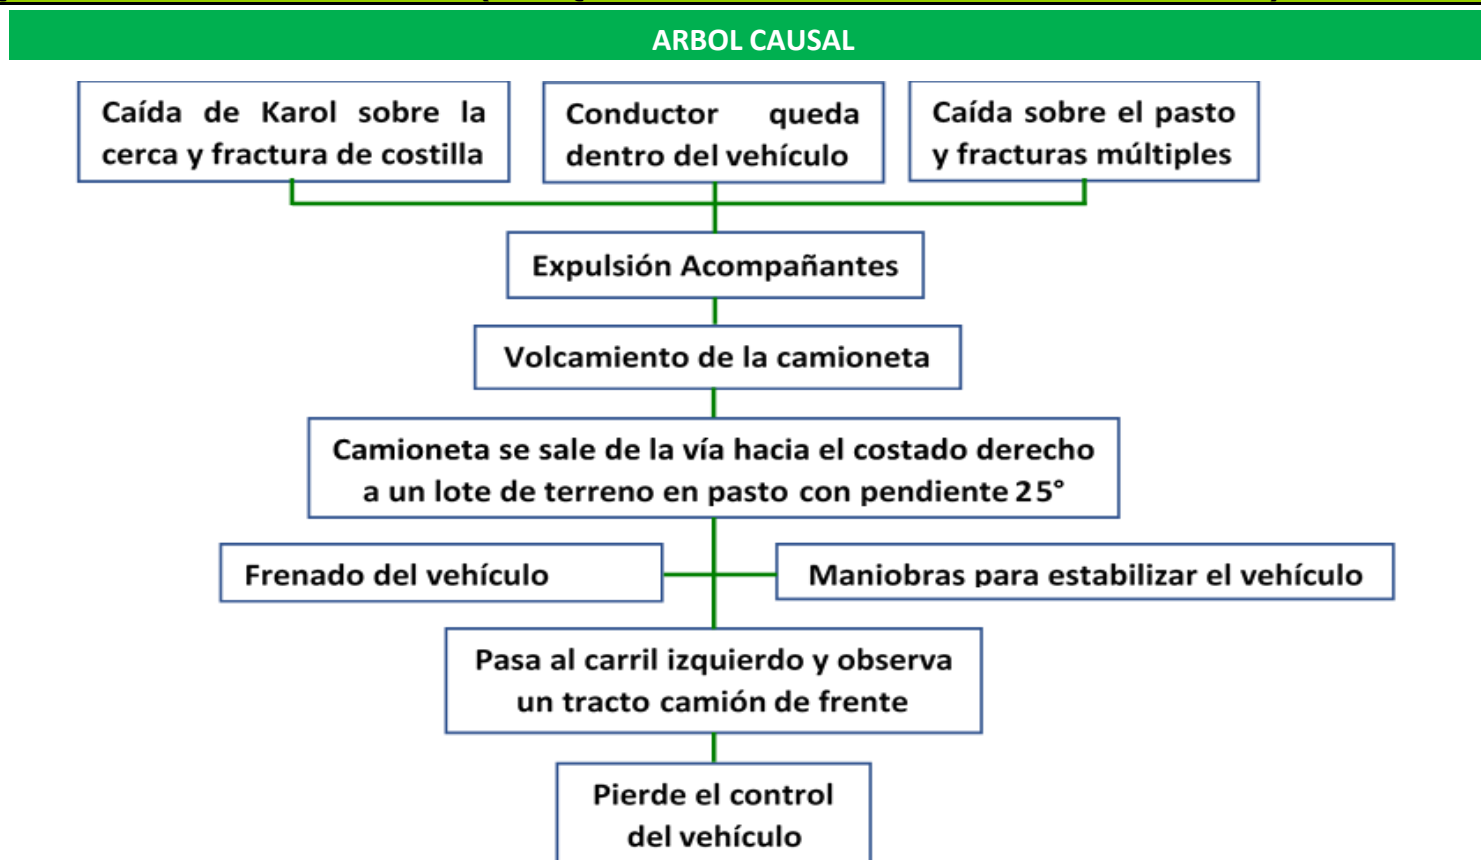 ARBOL CAUSAL
Caída de Karol sobre la
cerca y fractura de costilla
Conductor queda
dentro del vehículo
Caída sobre el pasto
y fracturas múltiples
Expulsión Acompañantes
Volcamiento de la camioneta
Camioneta se sale de la vía hacia el costado derecho
a un lote de terreno en pasto con pendiente 25°
Frenado del vehículo
Maniobras para estabilizar el vehículo
Pasa al carril izquierdo y observa
un tracto camión de frente
Pierde el control
del vehículo